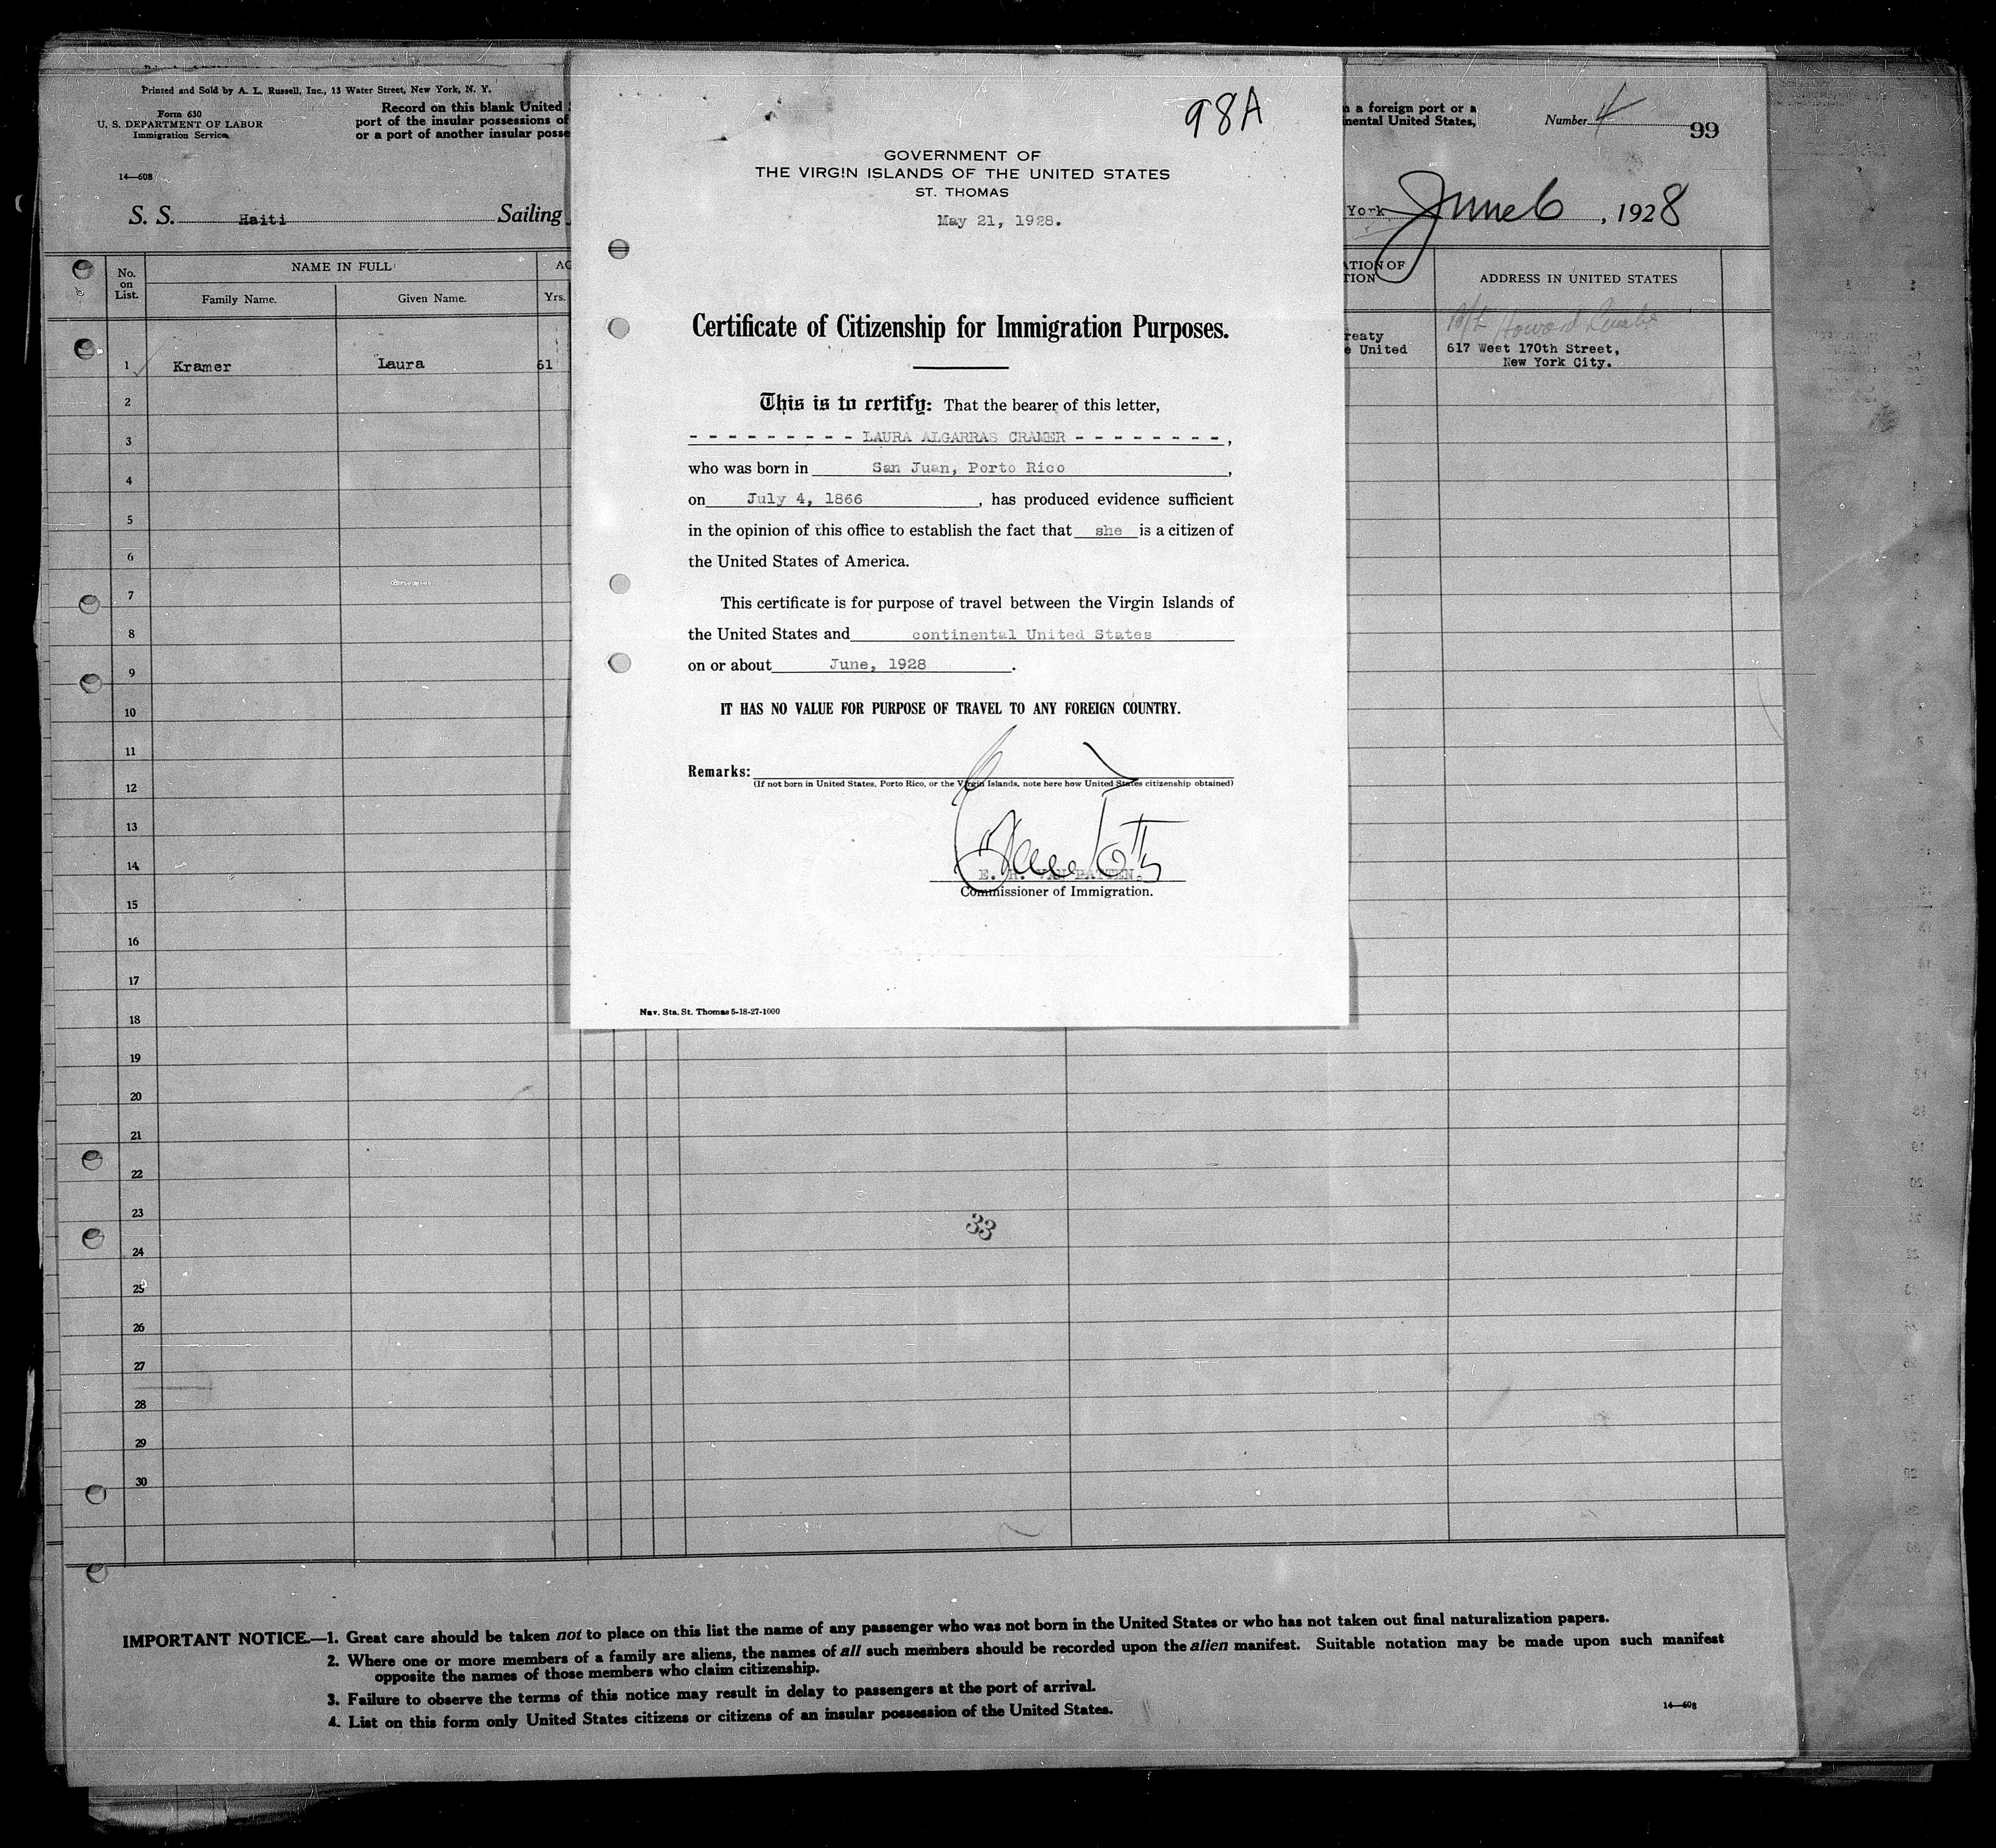 Printed and Sold by A. L. Russell, Inc., 13 Water Street, New York, N. Y.
Form 630
U. S. DEPARTMENT OF LABOR
Immigration Service
Record on this blank United
port of the insular possessions of
or a port of another insular posse
14—608
S. S. Haiti Sailing
a foreign port or a
nental United States,
Number 4 99
York, June 6, 1928
No. on List.
NAME IN FULL
Family Name. Given Name.
AG
Yrs.
ATION OF
TION
ADDRESS IN UNITED STATES
1 Kramer Laura 61
reaty
e United
617 West 170th Street,
New York City.
2
3
4
5
6
7
8
9
10
11
12
13
14
15
16
17
18
19
20
21
22
23
24
25
26
27
28
29
30
33
98A
GOVERNMENT OF
THE VIRGIN ISLANDS OF THE UNITED STATES
ST. THOMAS
May 21, 1928.
Certificate of Citizenship for Immigration Purposes.
This is to certify: That the bearer of this letter,
- - - - - - - - - LAURA ALGARRAS CRAMER - - - - - - - -,
who was born in San Juan, Porto Rico,
on July 4, 1866, has produced evidence sufficient
in the opinion of this office to establish the fact that she is a citizen of
the United States of America.
This certificate is for purpose of travel between the Virgin Islands of
the United States and continental United States
on or about June, 1928.
IT HAS NO VALUE FOR PURPOSE OF TRAVEL TO ANY FOREIGN COUNTRY.
Remarks:
(If not born in United States, Porto Rico, or the Virgin Islands, note here how United States citizenship obtained)
E. H. VAN PATTEN.
Commissioner of Immigration.
Nav. Sta. St. Thomas 5-18-27-1000
IMPORTANT NOTICE.—1. Great care should be taken not to place on this list the name of any passenger who was not born in the United States or who has not taken out final naturalization papers.
2. Where one or more members of a family are aliens, the names of all such members should be recorded upon the alien manifest. Suitable notation may be made upon such manifest
opposite the names of those members who claim citizenship.
3. Failure to observe the terms of this notice may result in delay to passengers at the port of arrival.
4. List on this form only United States citizens or citizens of an insular possession of the United States.
14—608